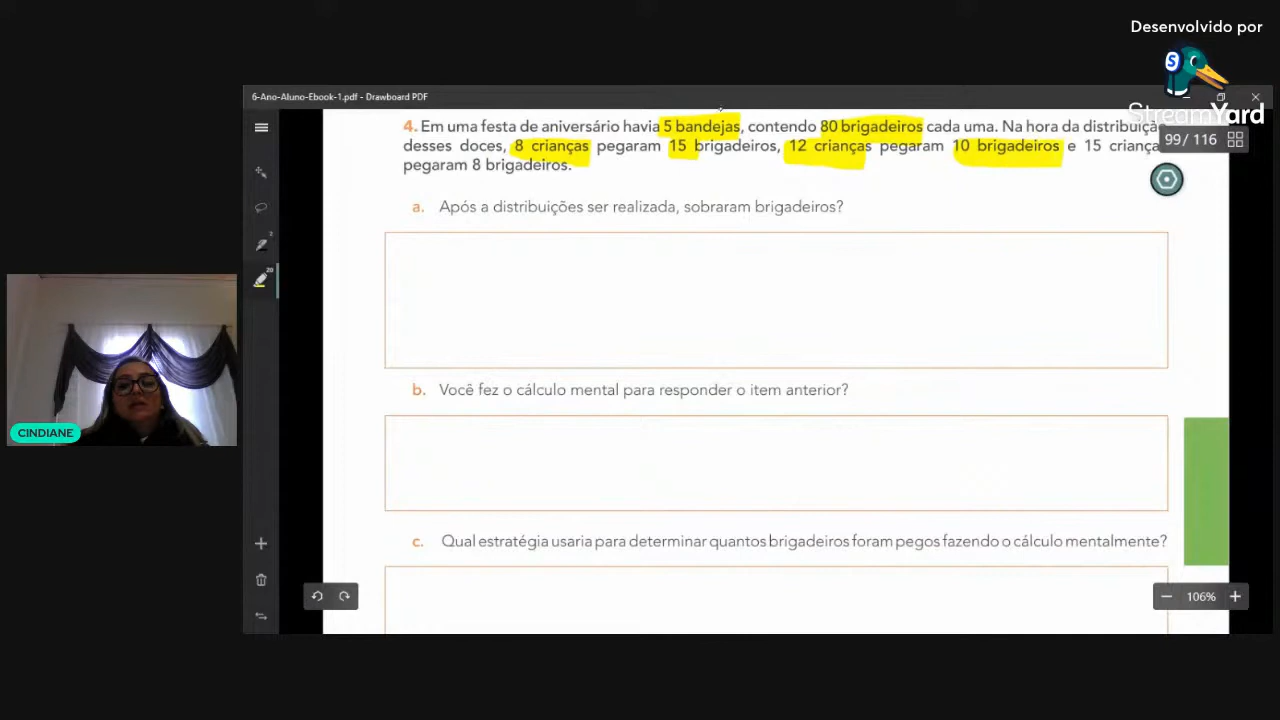 Desenvolvido por
StreamYard
6-Ano-Aluno-Ebook-1.pdf - Drawboard PDF
99 / 116
4. Em uma festa de aniversário havia 5 bandejas, contendo 80 brigadeiros cada uma. Na hora da distribuiçã
desses doces, 8 crianças pegaram 15 brigadeiros, 12 crianças pegaram 10 brigadeiros e 15 criança
pegaram 8 brigadeiros.
a. Após a distribuições ser realizada, sobraram brigadeiros?
b. Você fez o cálculo mental para responder o item anterior?
c. Qual estratégia usaria para determinar quantos brigadeiros foram pegos fazendo o cálculo mentalmente?
CINDIANE
106%